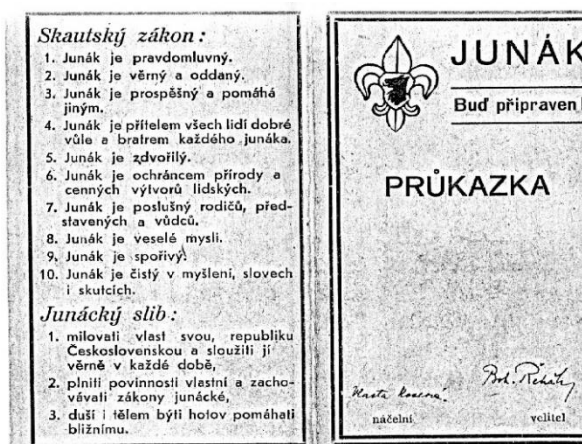 Skautský zákon:
1. Junák je pravdomluvný.
2. Junák je věrný a oddaný.
3. Junák je prospěšný a pomáhá
jiným.
4. Junák je přítelem všech lidí dobré
vůle a bratrem každého junáka.
5. Junák je zdvořilý.
6. Junák je ochráncem přírody a
cenných výtvorů lidských.
7. Junák je poslušný rodičů, před-
stavených a vůdců.
8. Junák je veselé mysli.
9. Junák je spořivý.
10. Junák je čistý v myšlení, slovech
i skutcích.
Junácký slib:
1. milovati vlast svou, republiku
Československou a sloužiti jí
věrně v každé době,
2. plniti povinnosti vlastní a zacho-
vávati zákony junácké,
3. duší i tělem býti hotov pomáhati
bližnímu.
JUNÁK
Buď připraven
PRŮKAZKA
Vlasta Koseová
Boh. Řehák
náčelní
velitel